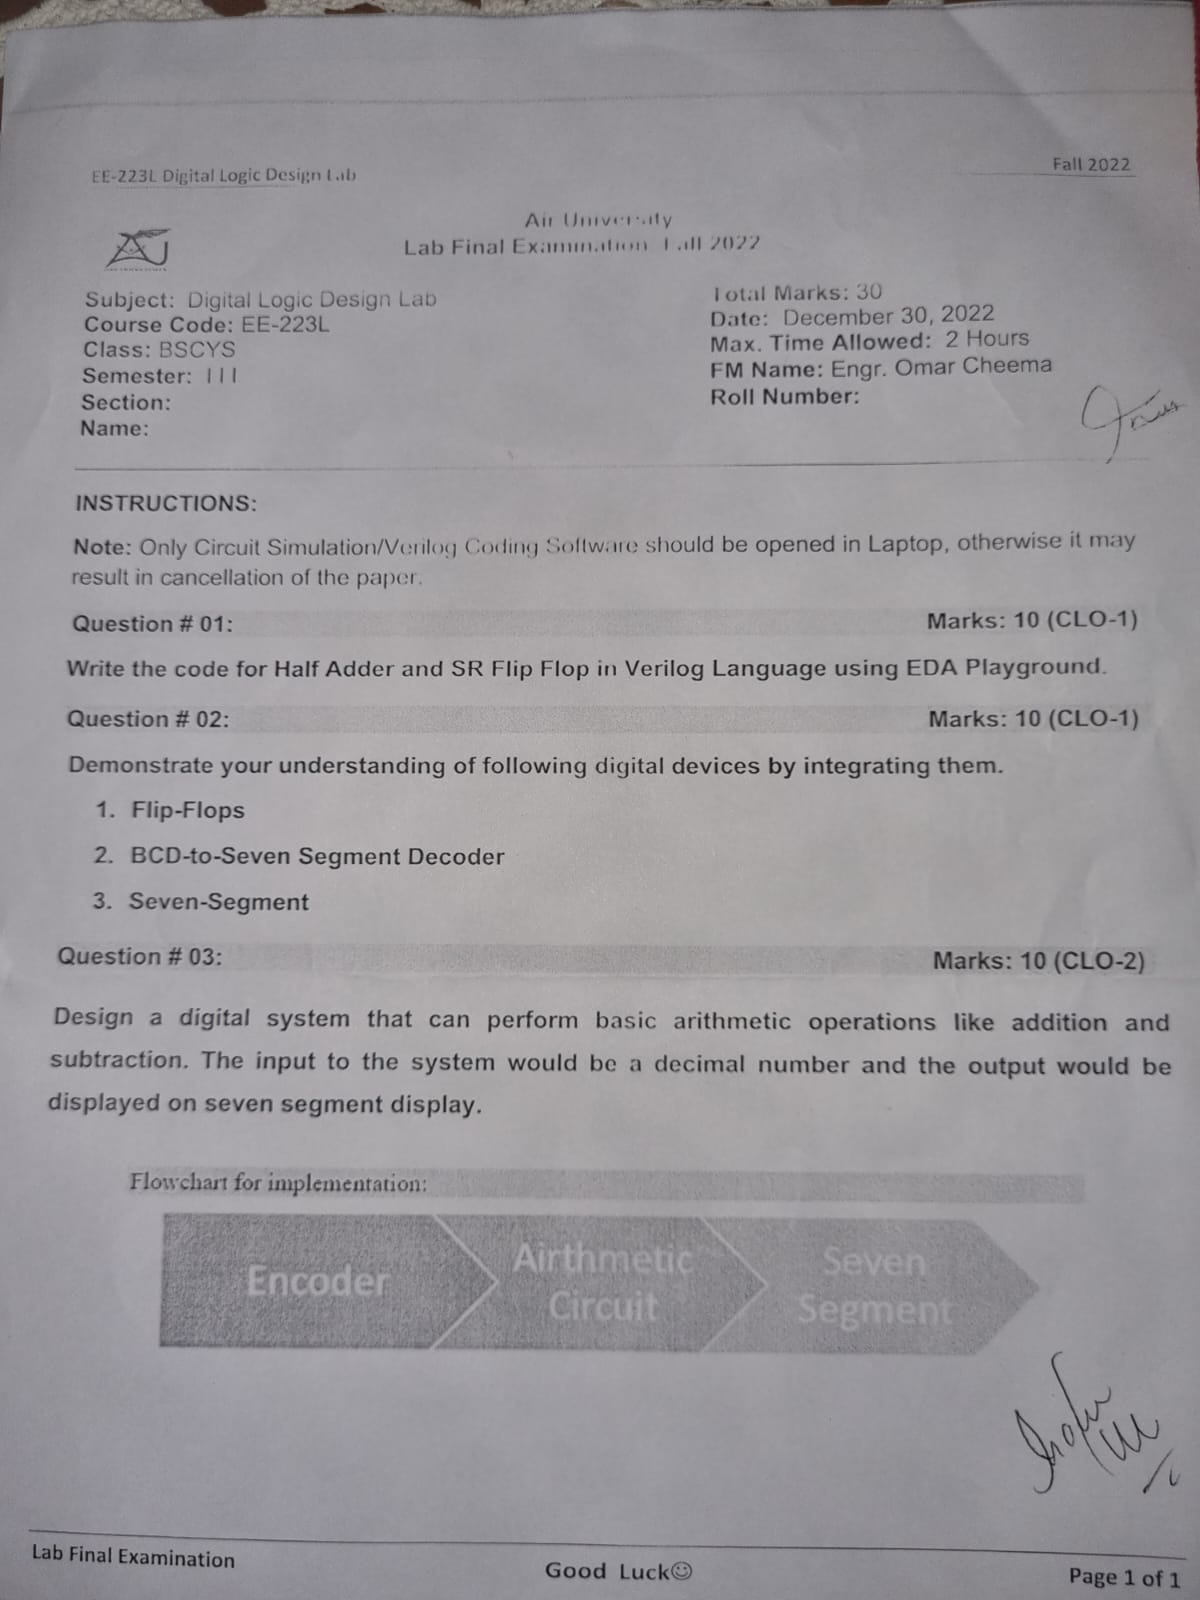 EE-223L Digital Logic Design Lab
Fall 2022
Air University
Lab Final Examination Fall 2022
Subject: Digital Logic Design Lab
Course Code: EE-223L
Class: BSCYS
Semester: III
Section:
Name:
Total Marks: 30
Date: December 30, 2022
Max. Time Allowed: 2 Hours
FM Name: Engr. Omar Cheema
Roll Number:
INSTRUCTIONS:
Note: Only Circuit Simulation/Verilog Coding Software should be opened in Laptop, otherwise it may
result in cancellation of the paper.
Question # 01: Marks: 10 (CLO-1)
Write the code for Half Adder and SR Flip Flop in Verilog Language using EDA Playground.
Question # 02: Marks: 10 (CLO-1)
Demonstrate your understanding of following digital devices by integrating them.
1. Flip-Flops
2. BCD-to-Seven Segment Decoder
3. Seven-Segment
Question # 03: Marks: 10 (CLO-2)
Design a digital system that can perform basic arithmetic operations like addition and
subtraction. The input to the system would be a decimal number and the output would be
displayed on seven segment display.
Flowchart for implementation:
Encoder
Airthmetic
Circuit
Seven
Segment
Lab Final Examination
Good Luck☺
Page 1 of 1